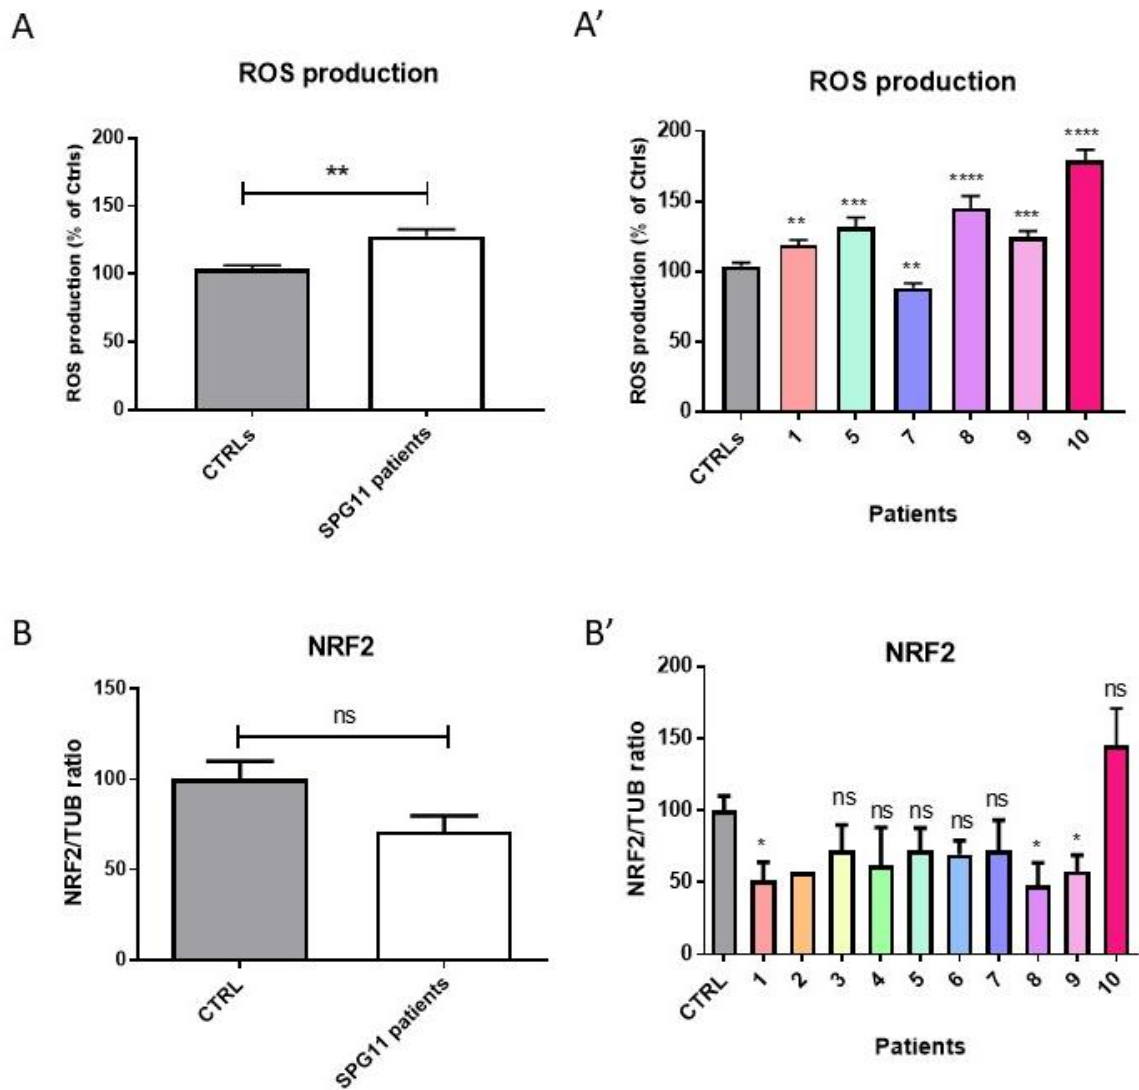 A
ROS production
ROS production (% of Ctrls)
200
150
100
50
0
**
CTRLs
SPG11 patients
A'
ROS production
ROS production (% of Ctrls)
200
150
100
50
0
**
***
**
****
***
****
CTRLs
1
5
7
8
9
10
Patients
B
NRF2
NRF2/TUB ratio
150
100
50
0
ns
CTRL
SPG11 patients
B'
NRF2
NRF2/TUB ratio
200
150
100
50
0
*
ns
ns
ns
ns
ns
*
*
ns
CTRL
1
2
3
4
5
6
7
8
9
10
Patients